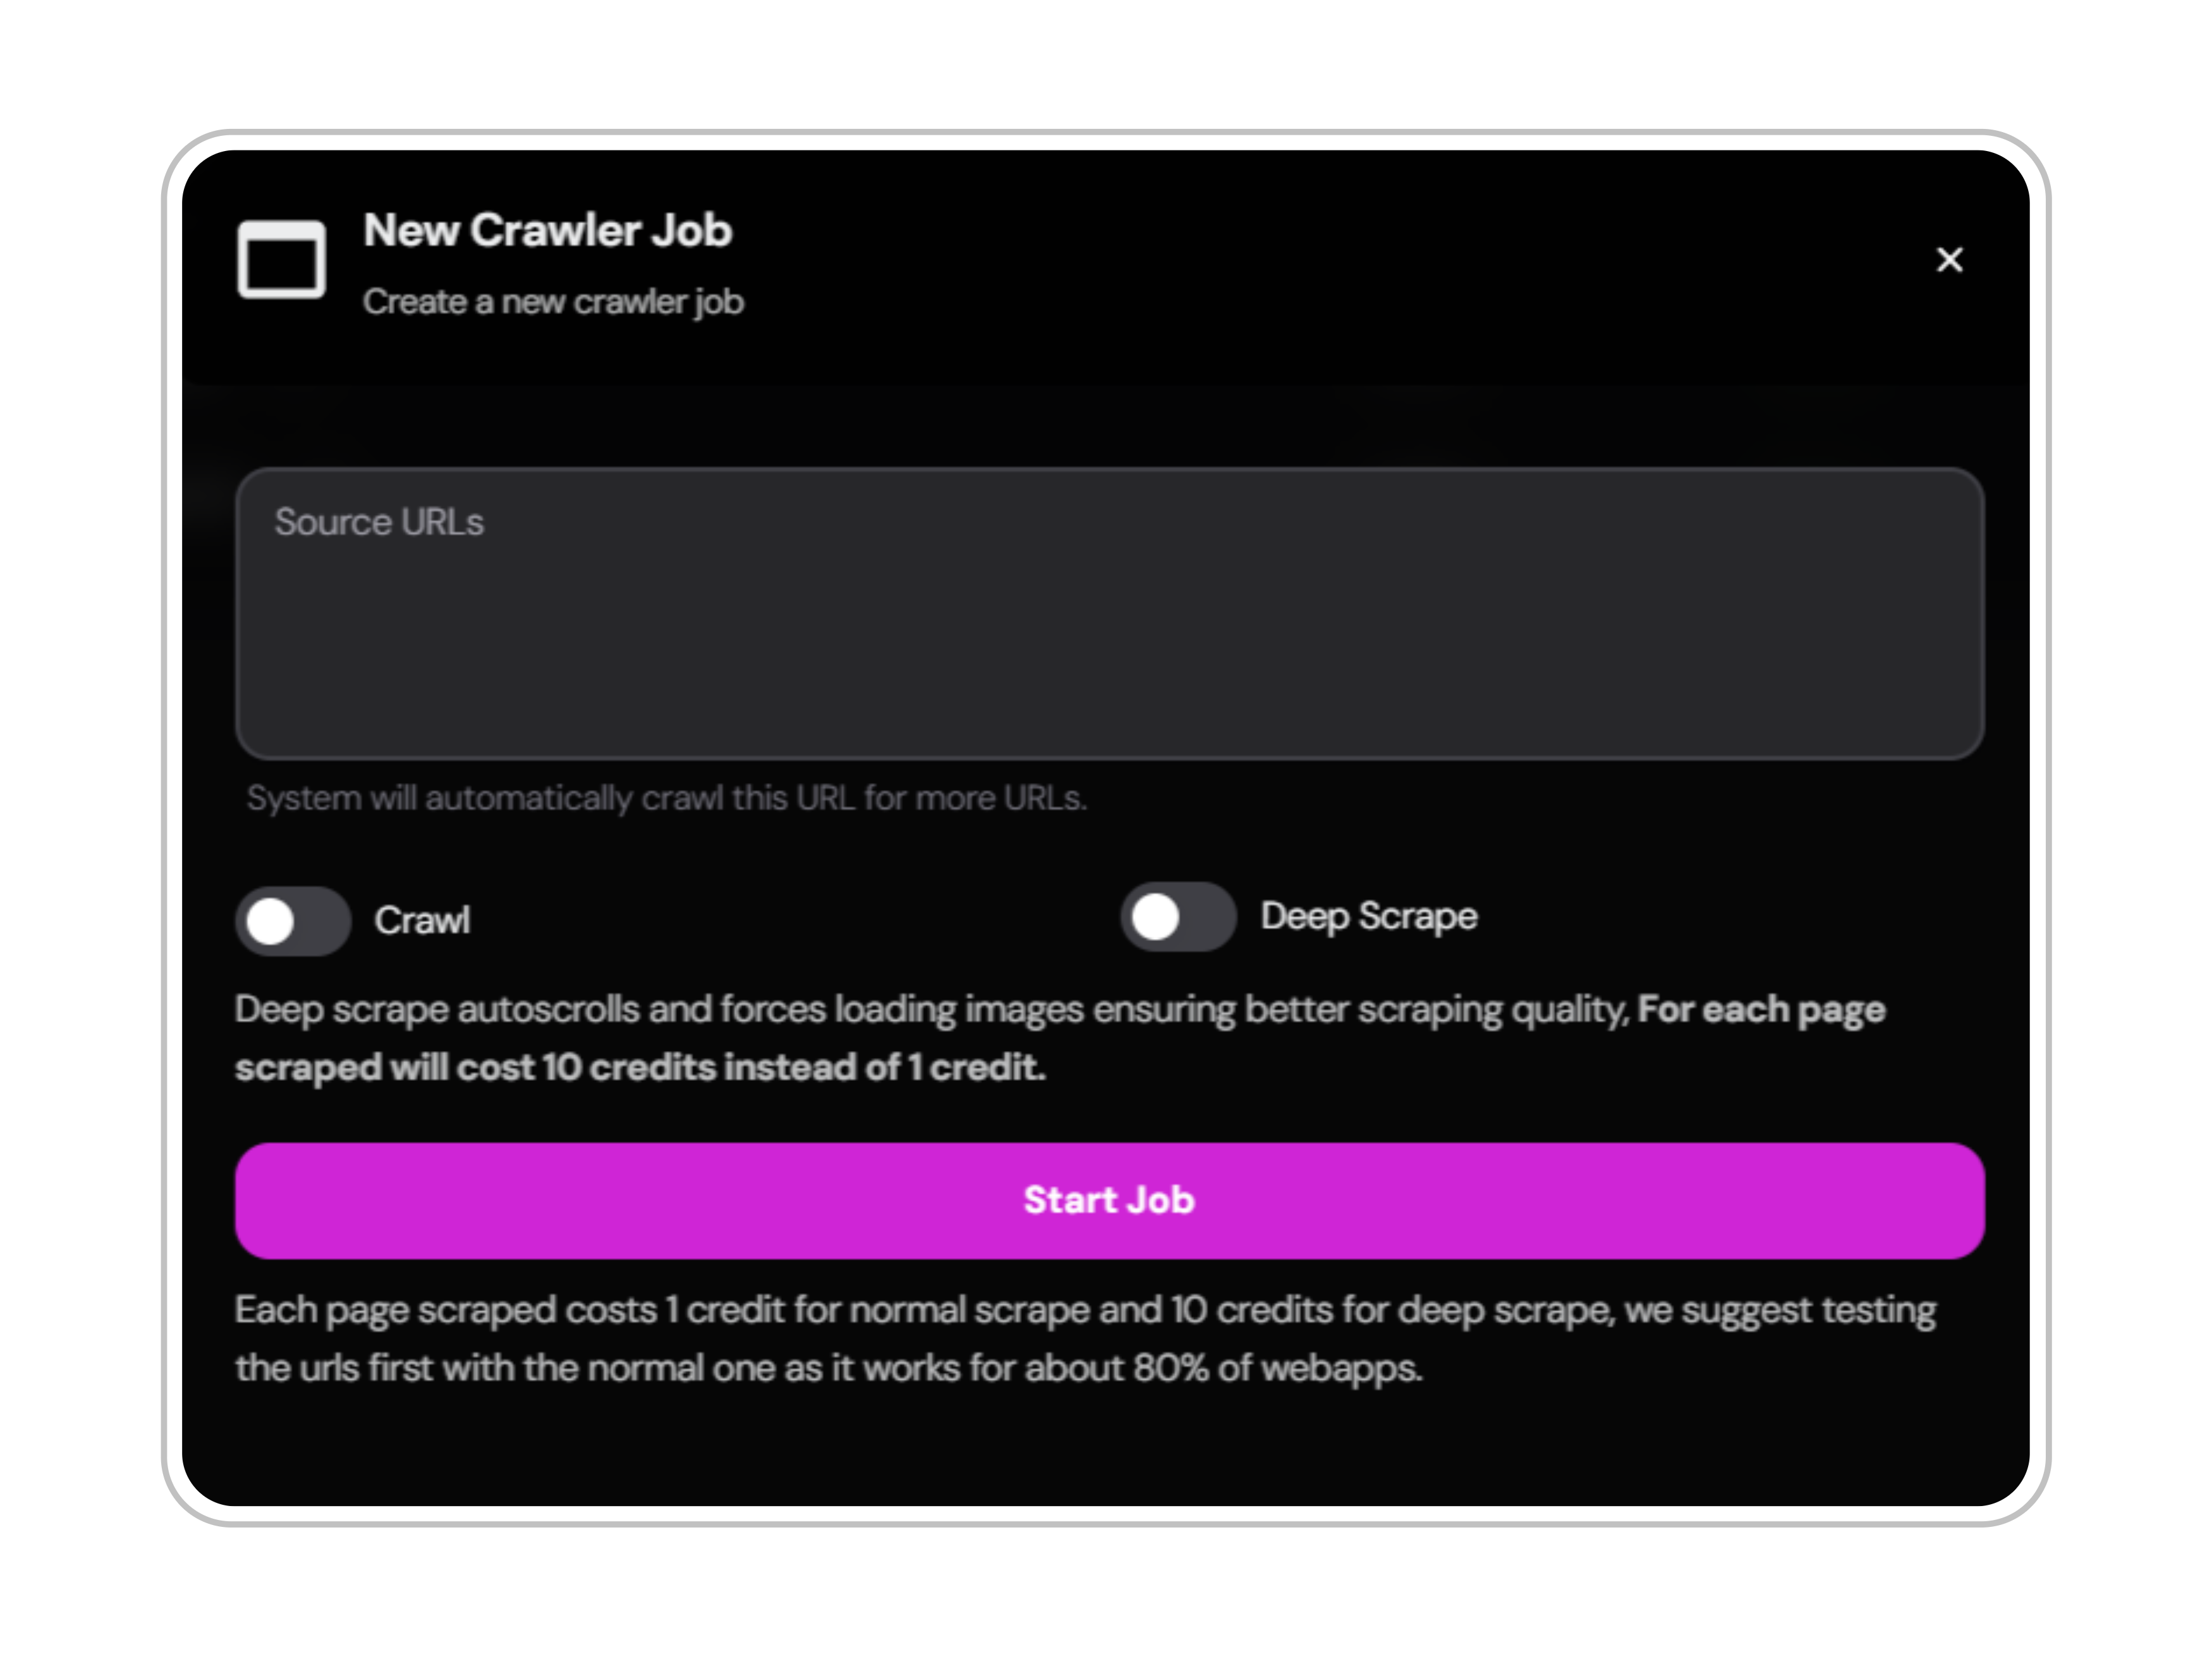 New Crawler Job
Create a new crawler job
Source URLs
System will automatically crawl this URL for more URLs.
Crawl
Deep Scrape
Deep scrape autoscrolls and forces loading images ensuring better scraping quality, For each page
scraped will cost 10 credits instead of 1 credit.
Start Job
Each page scraped costs 1 credit for normal scrape and 10 credits for deep scrape, we suggest testing
the urls first with the normal one as it works for about 80% of webapps.